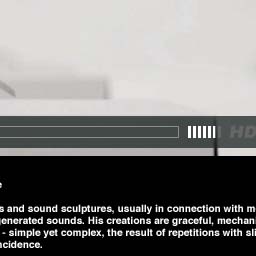 HD
e
s and sound sculptures, usually in connection with m
generated sounds. His creations are graceful, mechani
- simple yet complex, the result of repetitions with sli
ncidence.